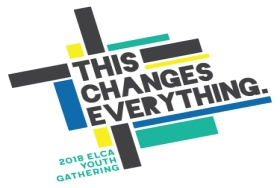 THIS
CHANGES
EVERYTHING.
2018 ELCA
YOUTH
GATHERING